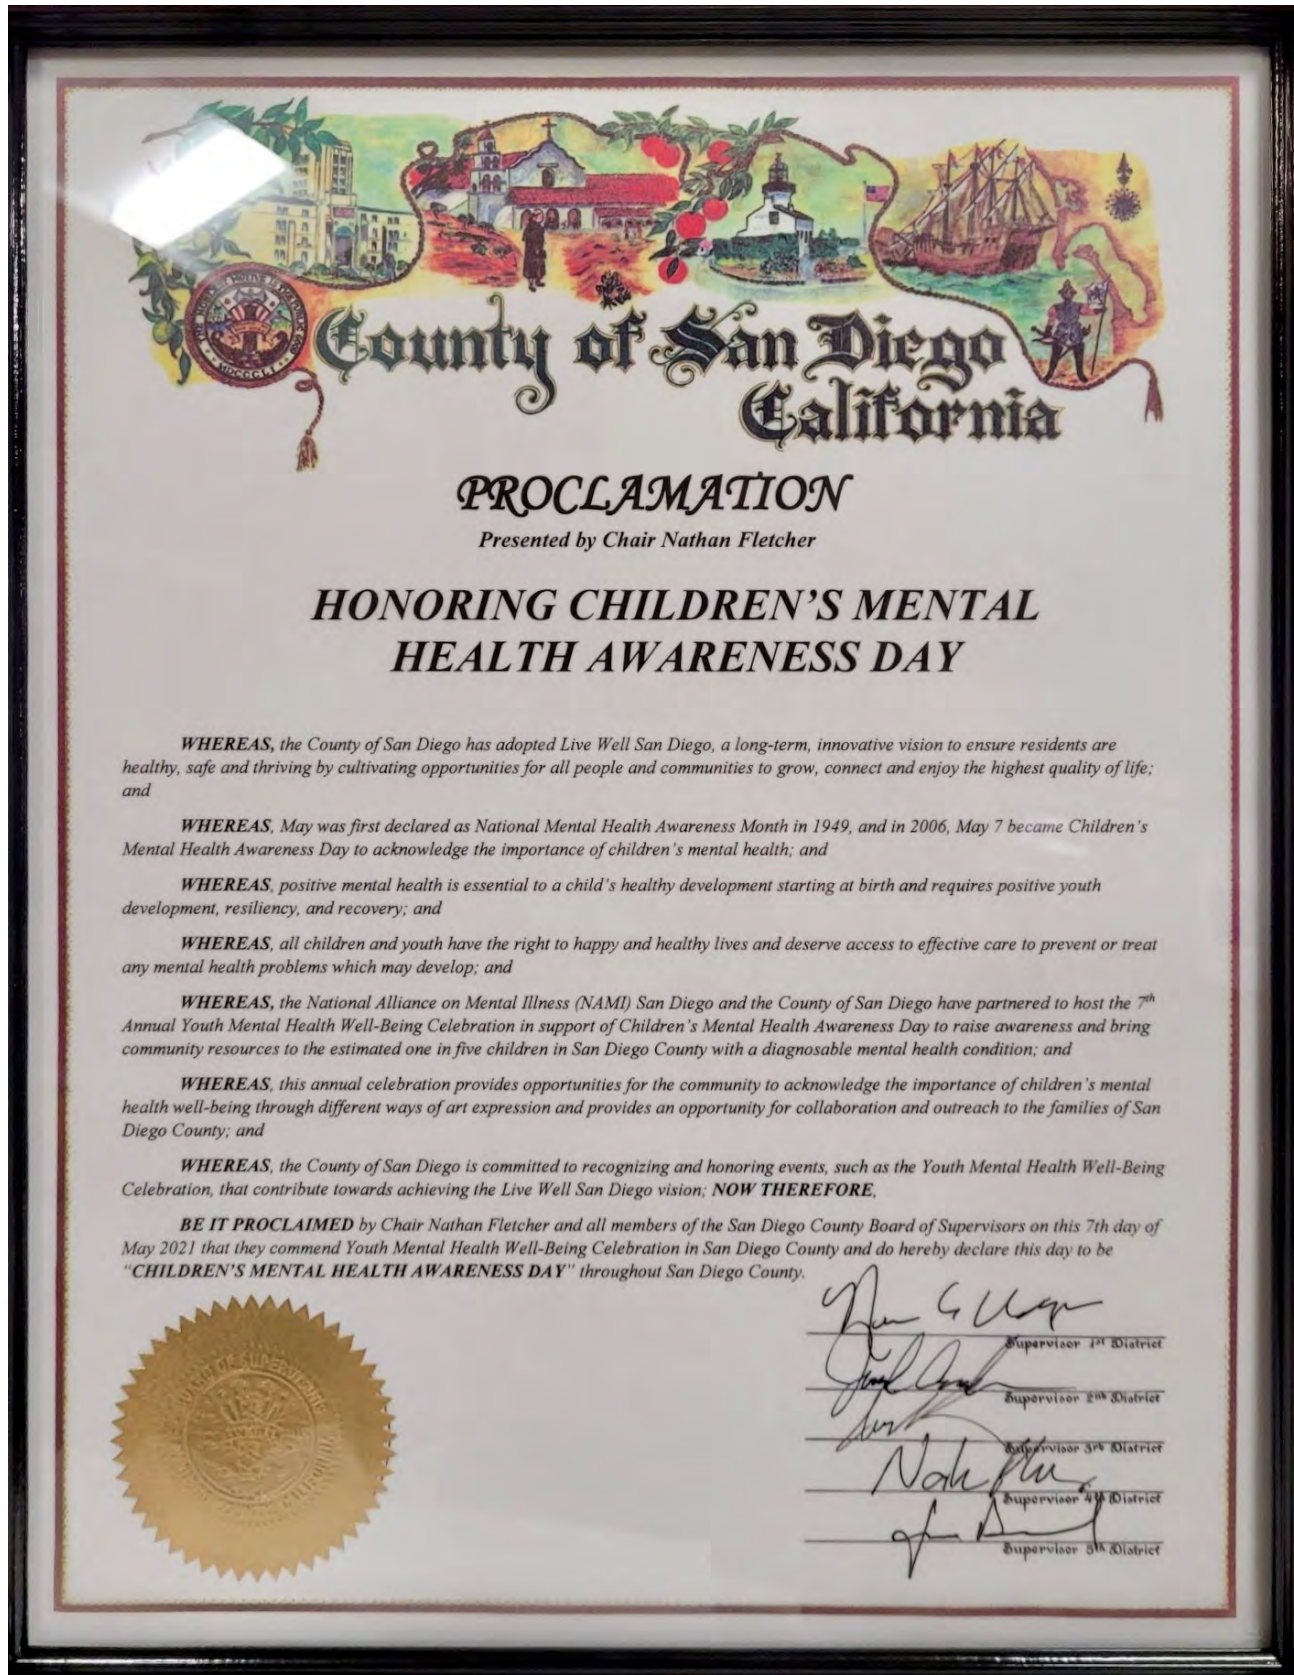 THE NOBLEST MOTIVE IS THE PUBLIC GOOD
MDCCCLI
County of San Diego
California
PROCLAMATION
Presented by Chair Nathan Fletcher
HONORING CHILDREN'S MENTAL
HEALTH AWARENESS DAY
WHEREAS, the County of San Diego has adopted Live Well San Diego, a long-term, innovative vision to ensure residents are
healthy, safe and thriving by cultivating opportunities for all people and communities to grow, connect and enjoy the highest quality of life;
and
WHEREAS, May was first declared as National Mental Health Awareness Month in 1949, and in 2006, May 7 became Children's
Mental Health Awareness Day to acknowledge the importance of children's mental health; and
WHEREAS, positive mental health is essential to a child's healthy development starting at birth and requires positive youth
development, resiliency, and recovery; and
WHEREAS, all children and youth have the right to happy and healthy lives and deserve access to effective care to prevent or treat
any mental health problems which may develop; and
WHEREAS, the National Alliance on Mental Illness (NAMI) San Diego and the County of San Diego have partnered to host the 7th
Annual Youth Mental Health Well-Being Celebration in support of Children's Mental Health Awareness Day to raise awareness and bring
community resources to the estimated one in five children in San Diego County with a diagnosable mental health condition; and
WHEREAS, this annual celebration provides opportunities for the community to acknowledge the importance of children's mental
health well-being through different ways of art expression and provides an opportunity for collaboration and outreach to the families of San
Diego County; and
WHEREAS, the County of San Diego is committed to recognizing and honoring events, such as the Youth Mental Health Well-Being
Celebration, that contribute towards achieving the Live Well San Diego vision; NOW THEREFORE,
BE IT PROCLAIMED by Chair Nathan Fletcher and all members of the San Diego County Board of Supervisors on this 7th day of
May 2021 that they commend Youth Mental Health Well-Being Celebration in San Diego County and do hereby declare this day to be
"CHILDREN'S MENTAL HEALTH AWARENESS DAY" throughout San Diego County.
Supervisor 1st District
Supervisor 2nd District
Supervisor 3rd District
Supervisor 4th District
Supervisor 5th District